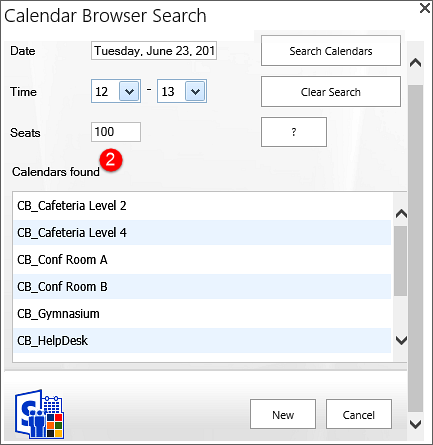 Calendar Browser Search
Date Tuesday, June 23, 201 Search Calendars
Time 12 - 13 Clear Search
Seats 100 ?
2
Calendars found
CB_Cafeteria Level 2
CB_Cafeteria Level 4
CB_Conf Room A
CB_Conf Room B
CB_Gymnasium
CB_HelpDesk
S
New Cancel